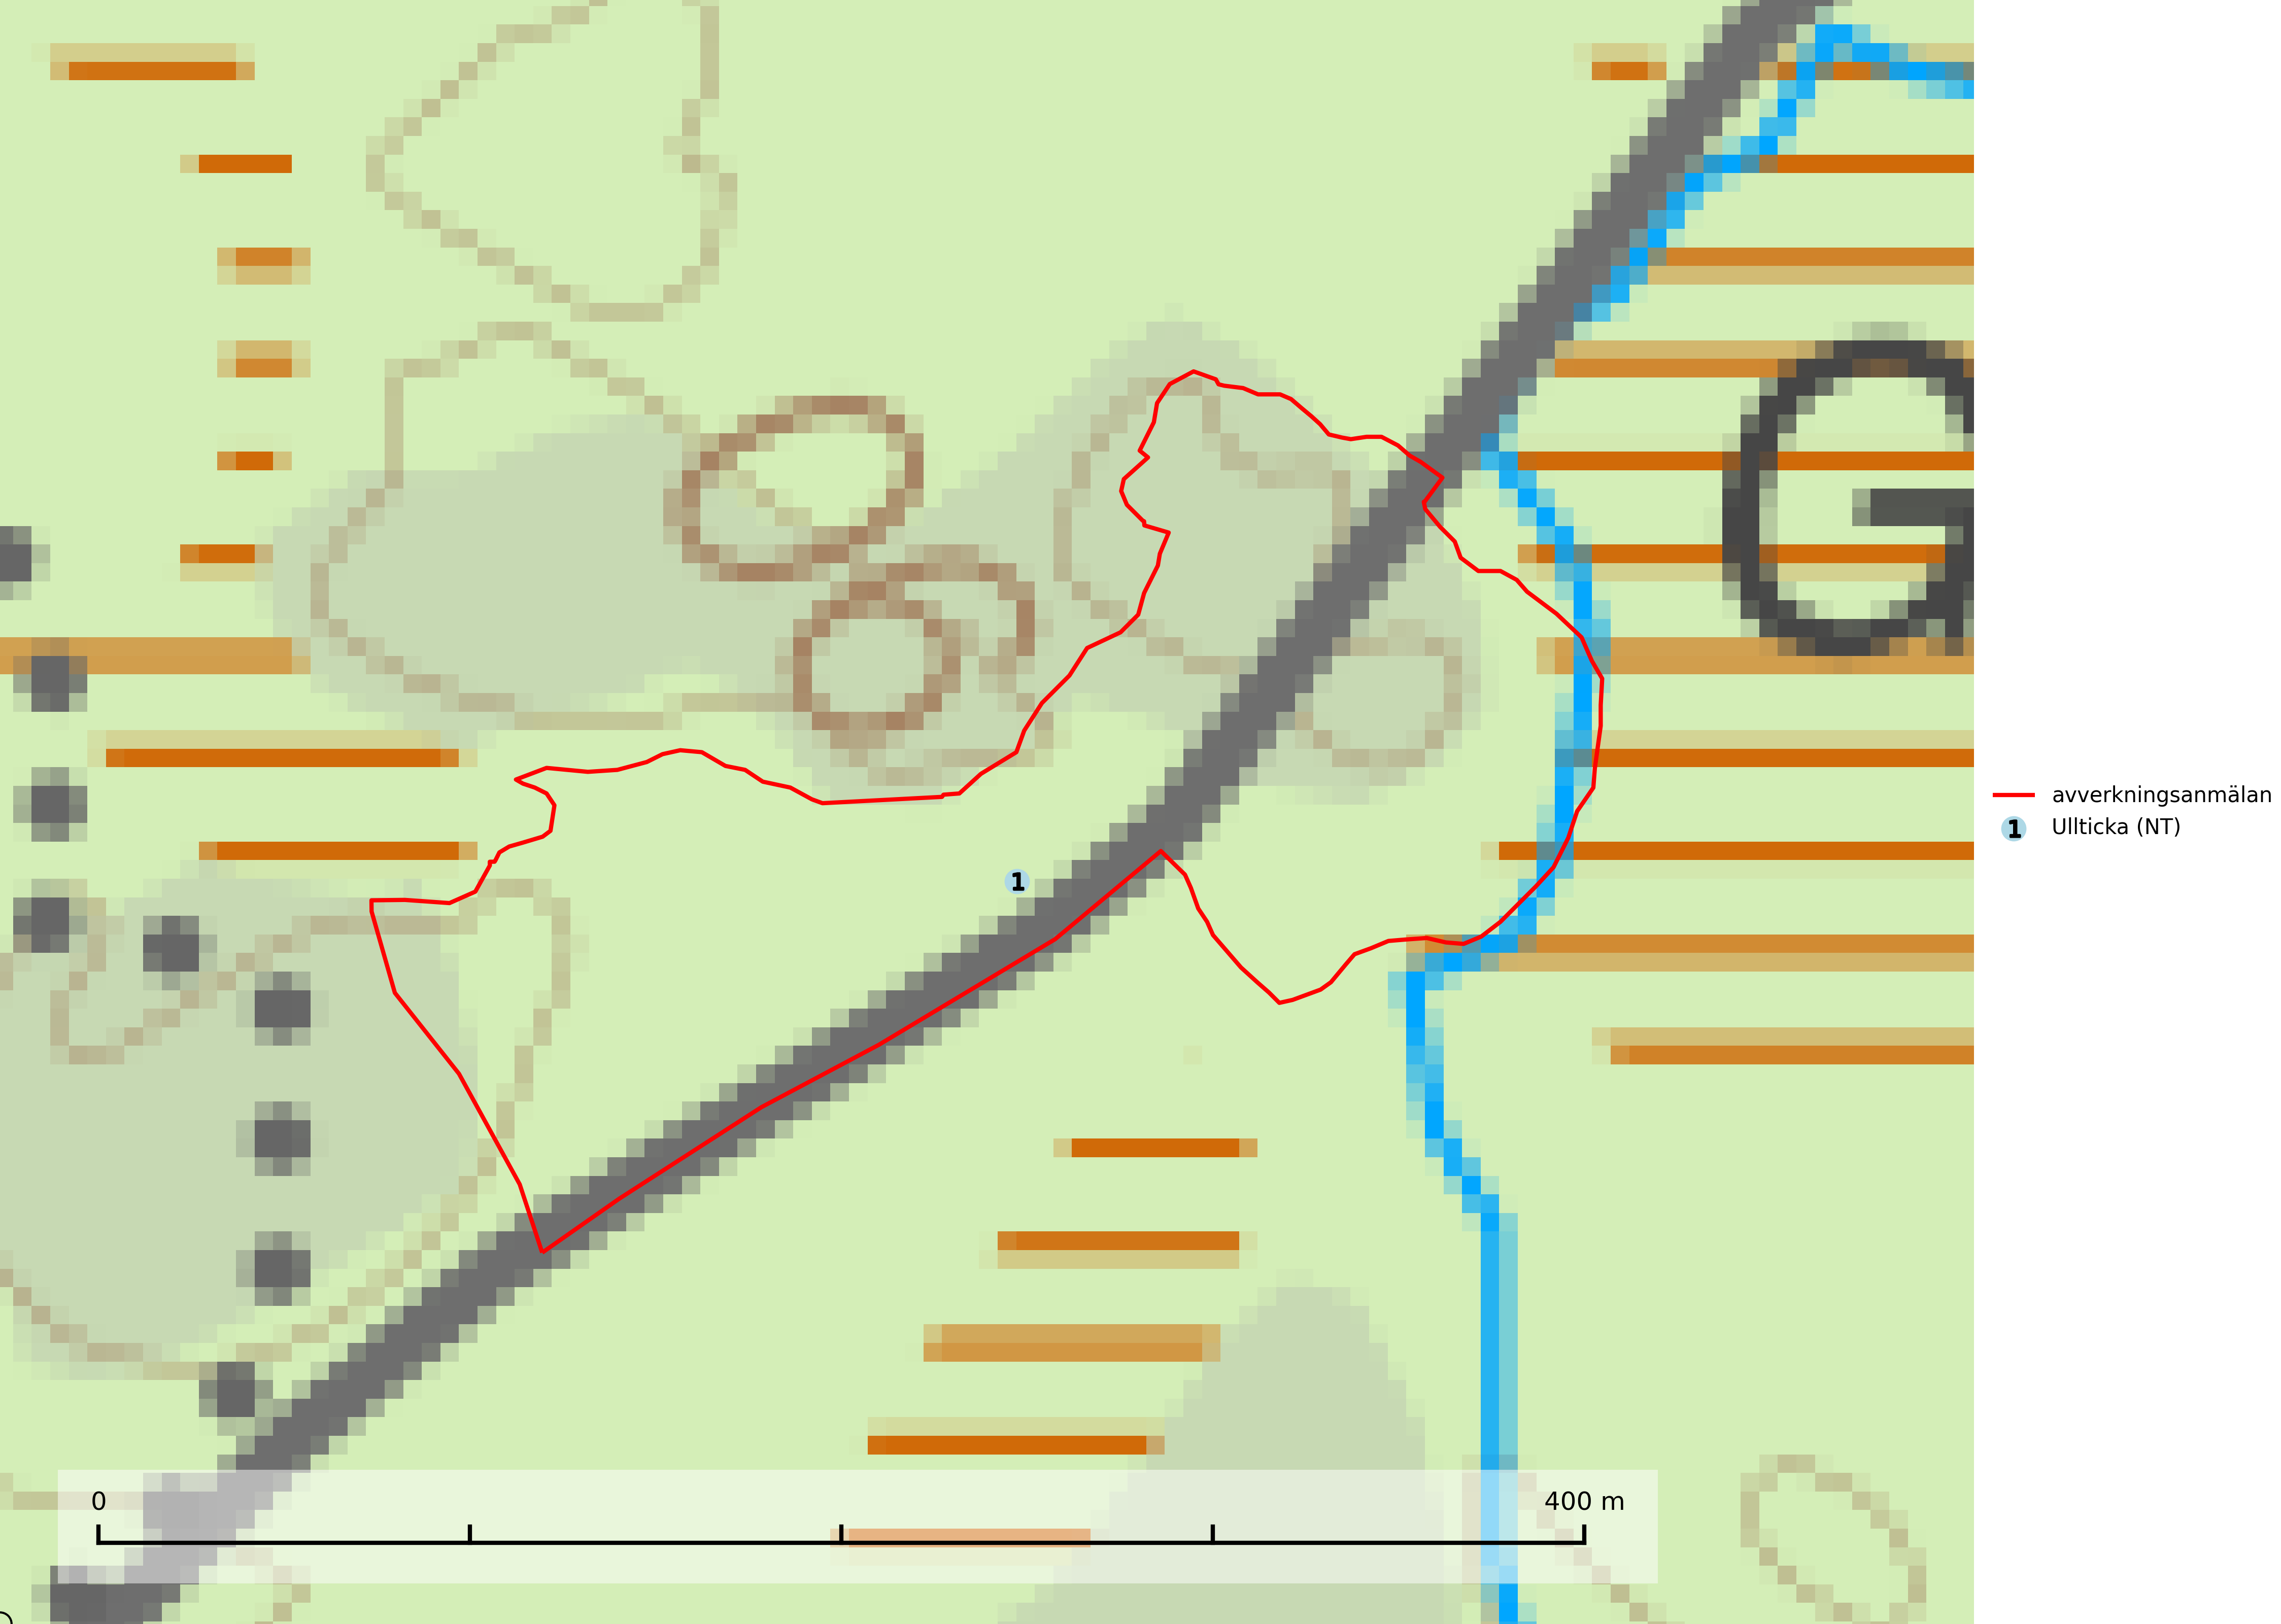 G
1
avverkningsanmälan
1 Ullticka (NT)
0 400 m